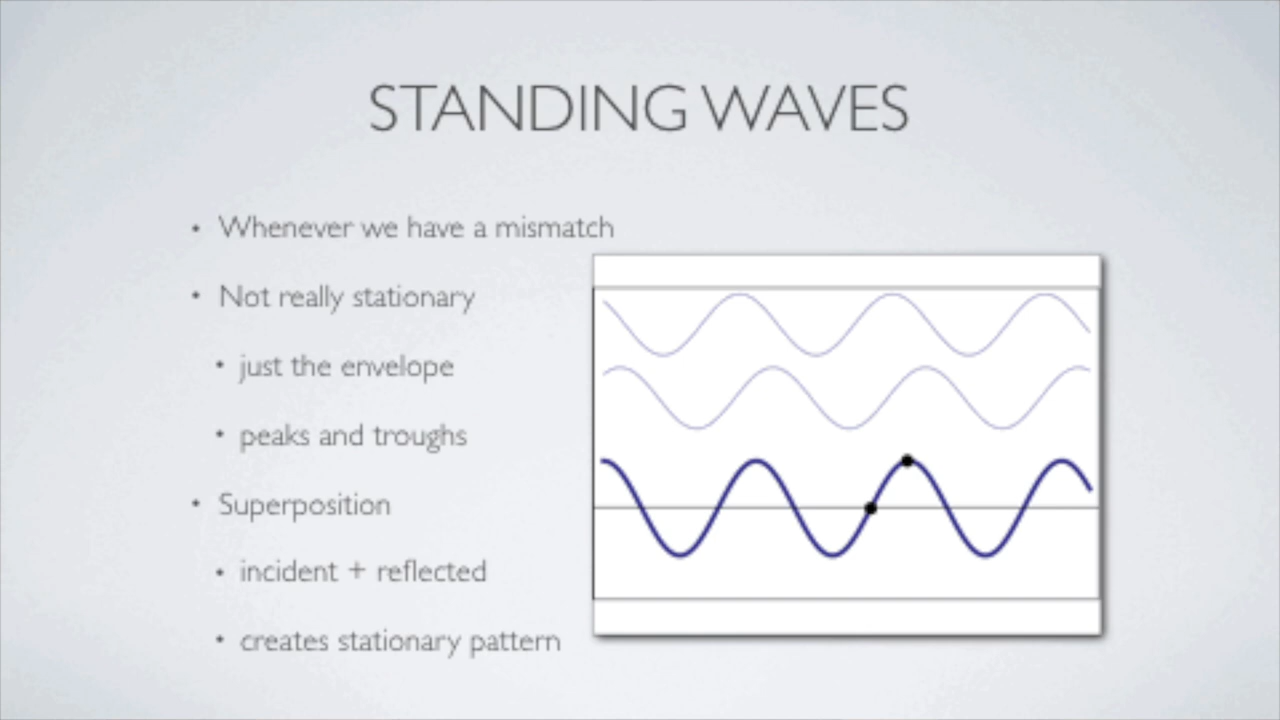 STANDING WAVES
• Whenever we have a mismatch
• Not really stationary
• just the envelope
• peaks and troughs
• Superposition
• incident + reflected
• creates stationary pattern